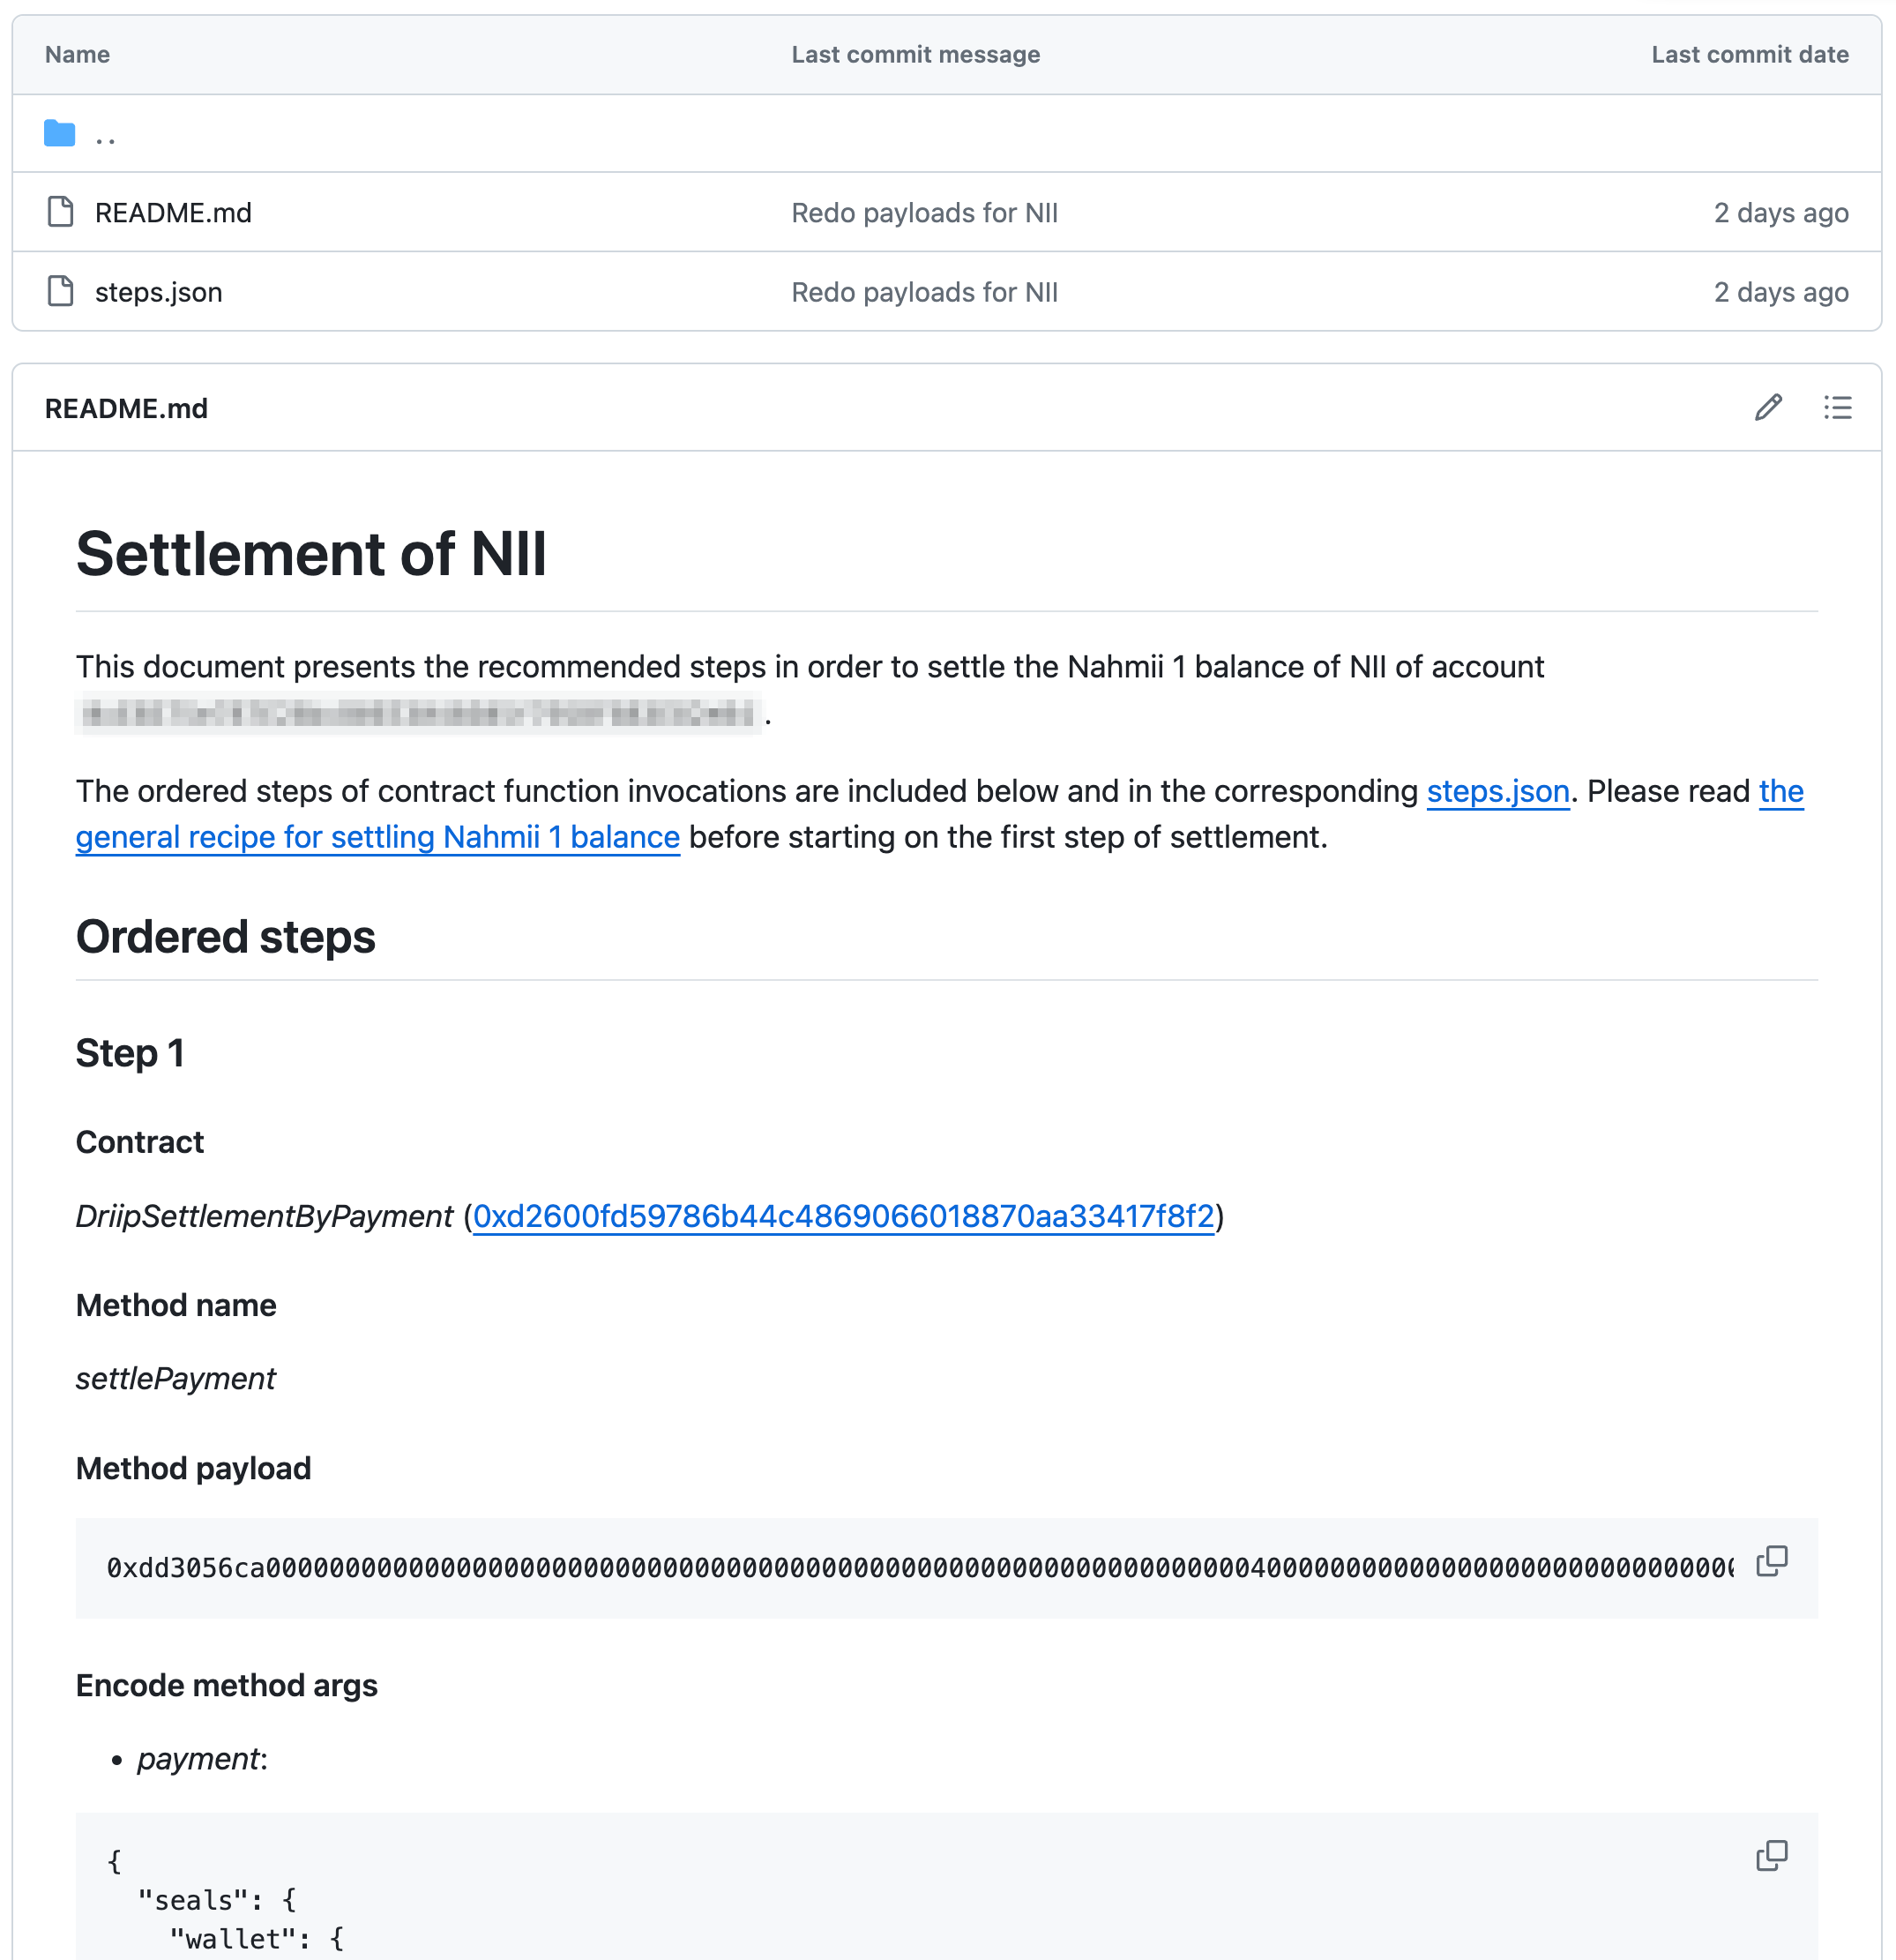 Name Last commit message Last commit date
..
README.md Redo payloads for NII 2 days ago
steps.json Redo payloads for NII 2 days ago
README.md
Settlement of NII
This document presents the recommended steps in order to settle the Nahmii 1 balance of NII of account
.
The ordered steps of contract function invocations are included below and in the corresponding steps.json. Please read the
general recipe for settling Nahmii 1 balance before starting on the first step of settlement.
Ordered steps
Step 1
Contract
DriipSettlementByPayment (0xd2600fd59786b44c4869066018870aa33417f8f2)
Method name
settlePayment
Method payload
Encode method args
• payment:
{
"seals": {
"wallet": {